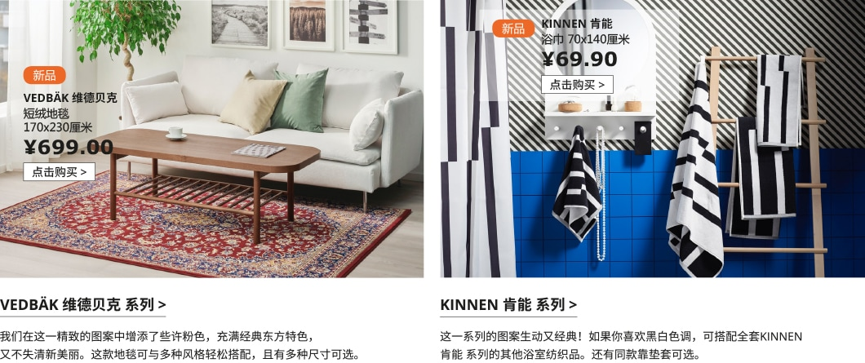 新品
VEDBÄK 维德贝克
短绒地毯
170x230厘米
¥699.00
点击购买 >
新品
KINNEN 肯能
浴巾 70x140厘米
¥69.90
点击购买 >
VEDBÄK 维德贝克 系列 >
我们在这一精致的图案中增添了些许粉色，充满经典东方特色，
又不失清新美丽。这款地毯可与多种风格轻松搭配，且有多种尺寸可选。
KINNEN 肯能 系列 >
这一系列的图案生动又经典！如果你喜欢黑白色调，可搭配全套KINNEN
肯能 系列的其他浴室纺织品。还有同款靠垫套可选。